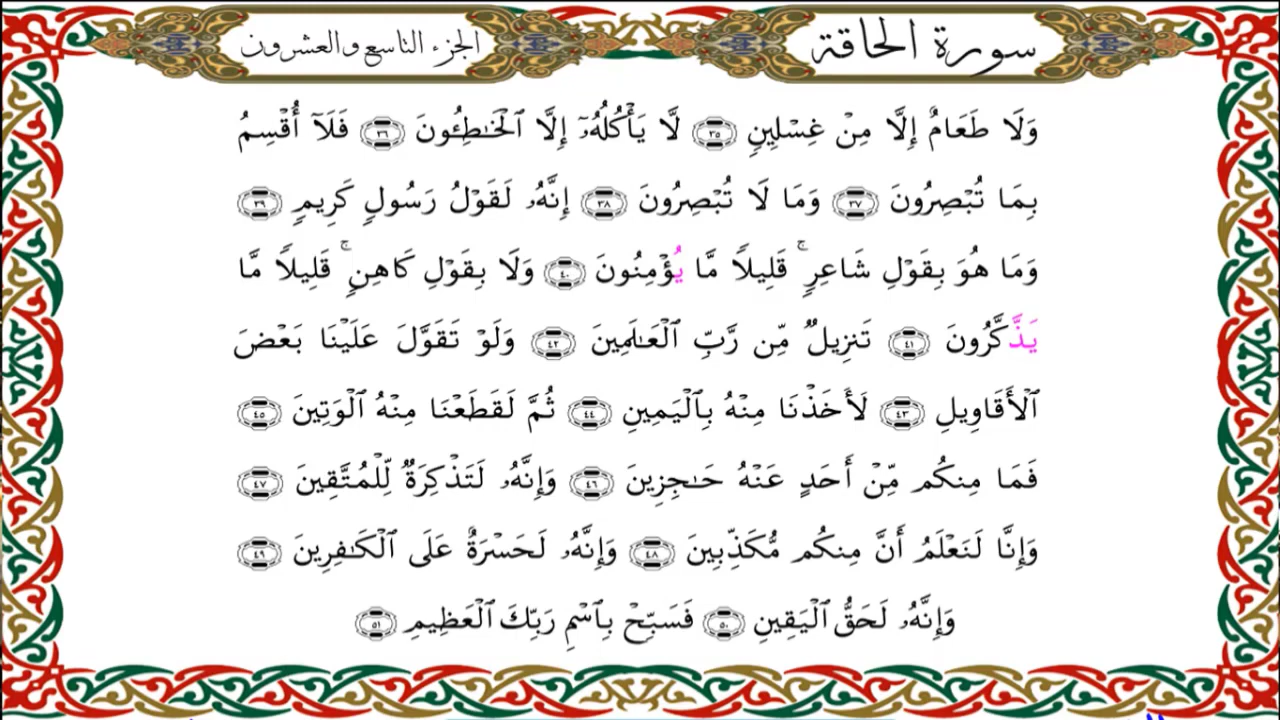 سورة الحاقة
الجزء التاسع والعشرون
وَلَا طَعَامٌ إِلَّا مِنْ غِسْلِينٍ ٣٥ لَّا يَأْكُلُهُۥٓ إِلَّا ٱلْخَٰطِـُٔونَ ٣٦ فَلَآ أُقْسِمُ
بِمَا تُبْصِرُونَ ٣٧ وَمَا لَا تُبْصِرُونَ ٣٨ إِنَّهُۥ لَقَوْلُ رَسُولٍ كَرِيمٍ ٣٩
وَمَا هُوَ بِقَوْلِ شَاعِرٍ ۚ قَلِيلًا مَّا يُؤْمِنُونَ ٤٠ وَلَا بِقَوْلِ كَاهِنٍ ۚ قَلِيلًا مَّا
يَذَّكَّرُونَ ٤١ تَنزِيلٌ مِّن رَّبِّ ٱلْعَٰلَمِينَ ٤٢ وَلَوْ تَقَوَّلَ عَلَيْنَا بَعْضَ
ٱلْأَقَاوِيلِ ٤٣ لَأَخَذْنَا مِنْهُ بِٱلْيَمِينِ ٤٤ ثُمَّ لَقَطَعْنَا مِنْهُ ٱلْوَتِينَ ٤٥
فَمَا مِنكُم مِّنْ أَحَدٍ عَنْهُ حَٰجِزِينَ ٤٦ وَإِنَّهُۥ لَتَذْكِرَةٌ لِّلْمُتَّقِينَ ٤٧
وَإِنَّا لَنَعْلَمُ أَنَّ مِنكُم مُّكَذِّبِينَ ٤٨ وَإِنَّهُۥ لَحَسْرَةٌ عَلَى ٱلْكَٰفِرِينَ ٤٩
وَإِنَّهُۥ لَحَقُّ ٱلْيَقِينِ ٥٠ فَسَبِّحْ بِٱسْمِ رَبِّكَ ٱلْعَظِيمِ ٥١